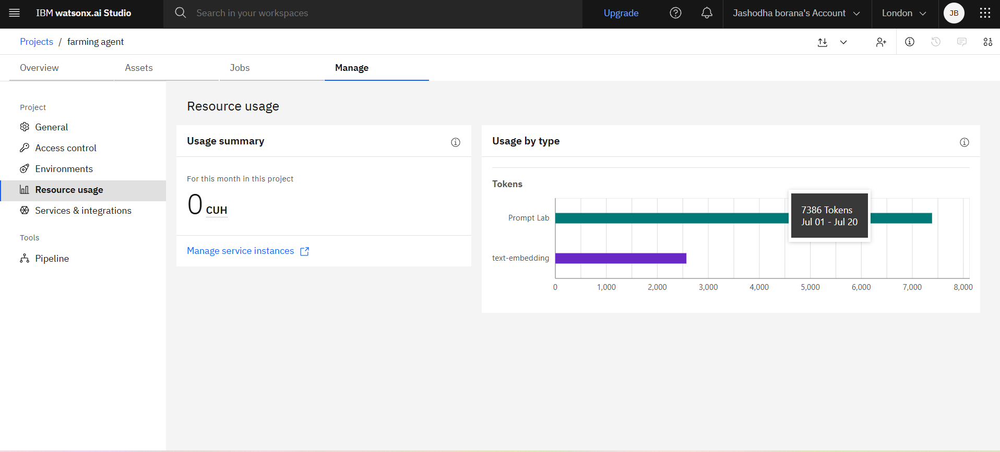 IBM watsonx.ai Studio
Search in your workspaces
Upgrade
Jashodha borana's Account
London
JB
Projects / farming agent
Overview
Assets
Jobs
Manage
Project
General
Access control
Environments
Resource usage
Services & integrations
Tools
Pipeline
Resource usage
Usage summary
For this month in this project
0 CUH
Manage service instances
Usage by type
Tokens
Prompt Lab
text-embedding
7386 Tokens
Jul 01 - Jul 20
0 1,000 2,000 3,000 4,000 5,000 6,000 7,000 8,000